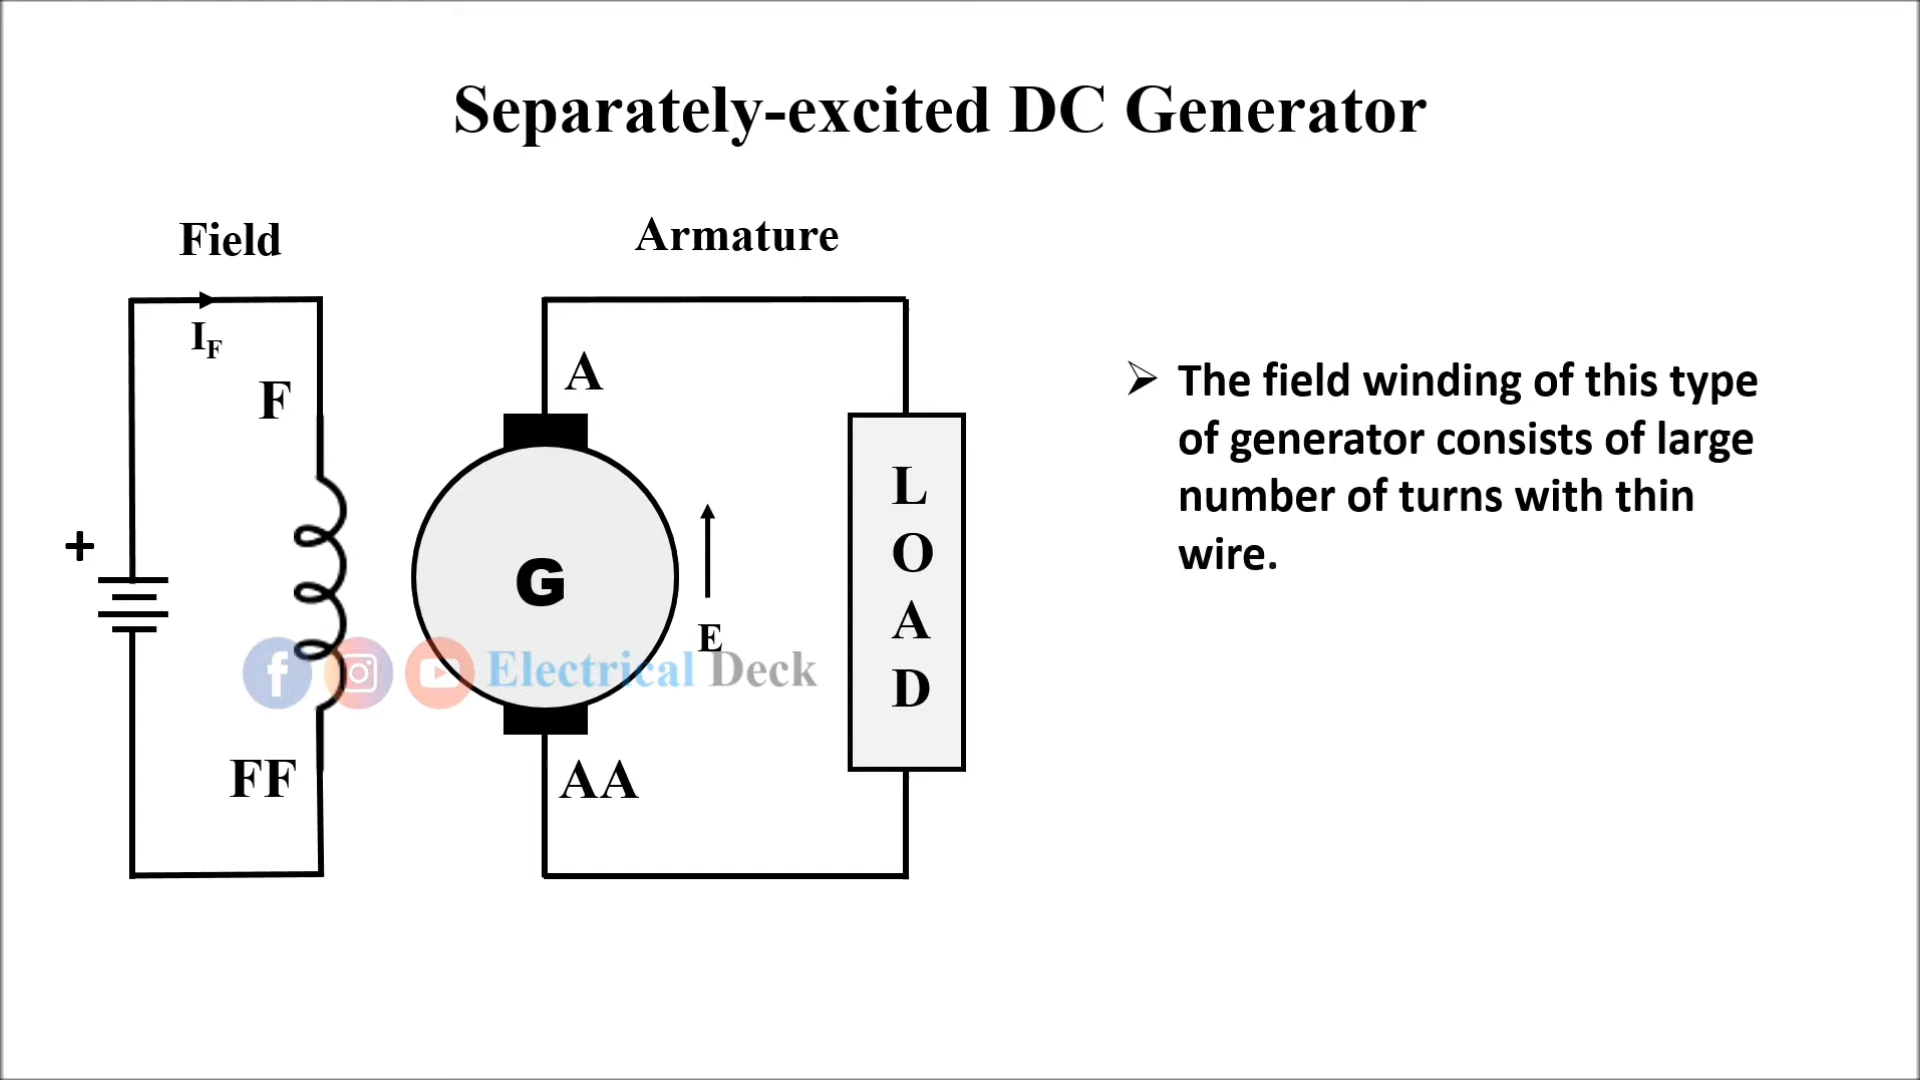 Separately-excited DC Generator
Field
Armature
I_F
F
A
+
G
E
L
O
A
D
Electrical Deck
FF
AA
➢ The field winding of this type
of generator consists of large
number of turns with thin
wire.